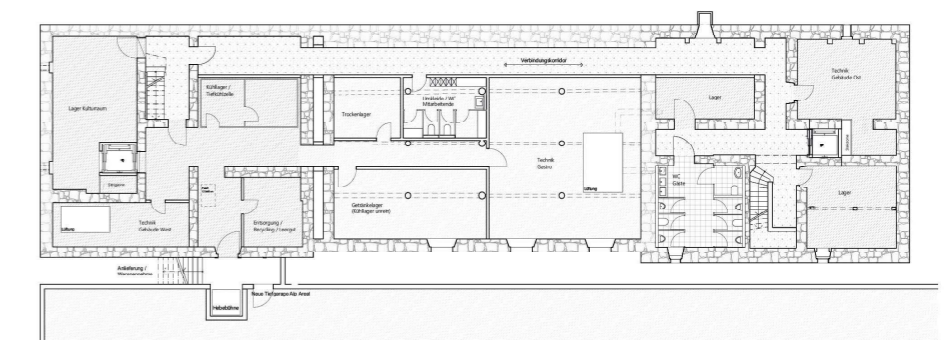 Verbindungskorridor
Kühllager /
Tiefkühlzelle
Umkleide / WC
Mitarbeitende
Technik
Gebäude Ost
Lager Kulturraum
Lager
Trockenlager
Technik
Gastro
Lüftung
WC
Gäste
Lager
Getränkelager
(Kühllager unrein)
Entsorgung /
Recycling / Leergut
Technik
Gebäude West
Lüftung
Anlieferung /
Neue Tiefgarage Alp Areal
Hebebühne